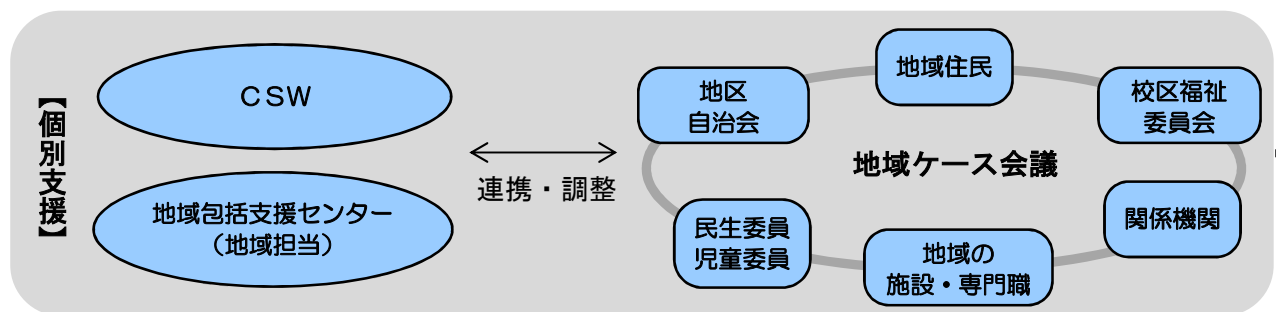 【個別支援】
CSW
地域包括支援センター
（地域担当）
連携・調整
地区
自治会
地域住民
校区福祉
委員会
地域ケース会議
民生委員
児童委員
地域の
施設・専門職
関係機関